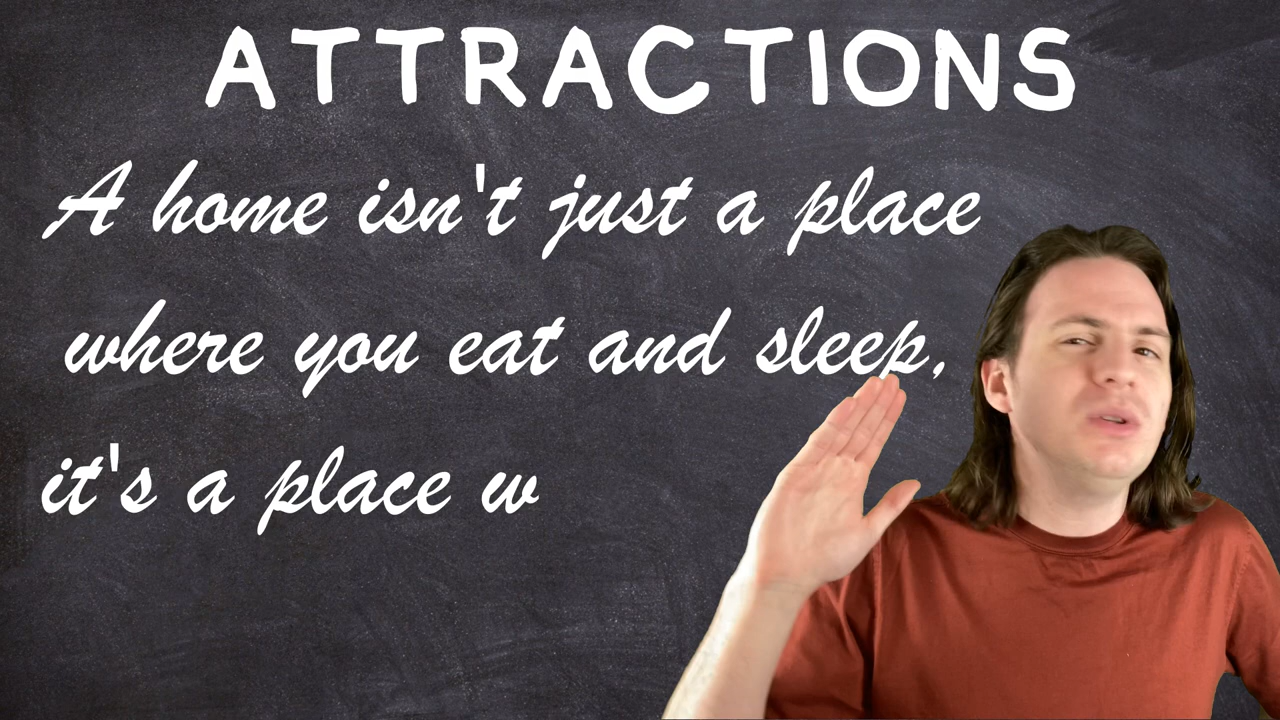 ATTRACTIONS
A home isn't just a place
where you eat and sleep,
it's a place w